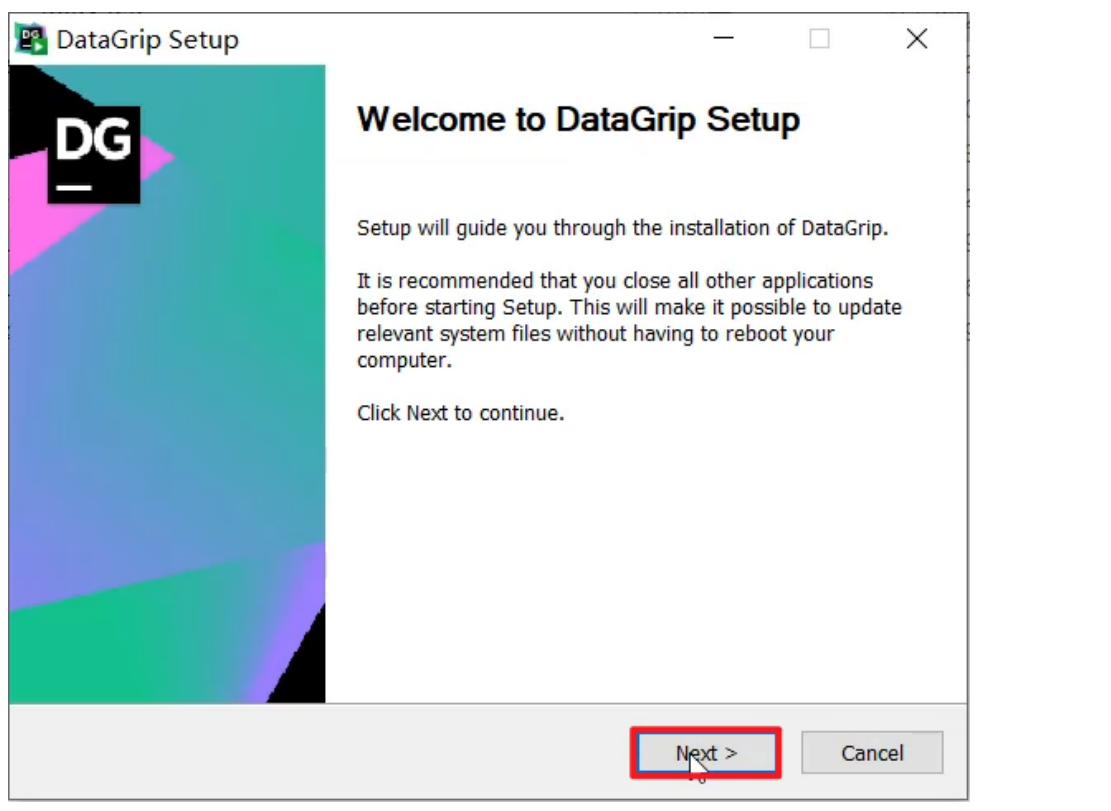 DataGrip Setup
DG
Welcome to DataGrip Setup
Setup will guide you through the installation of DataGrip.
It is recommended that you close all other applications
before starting Setup. This will make it possible to update
relevant system files without having to reboot your
computer.
Click Next to continue.
Next >
Cancel